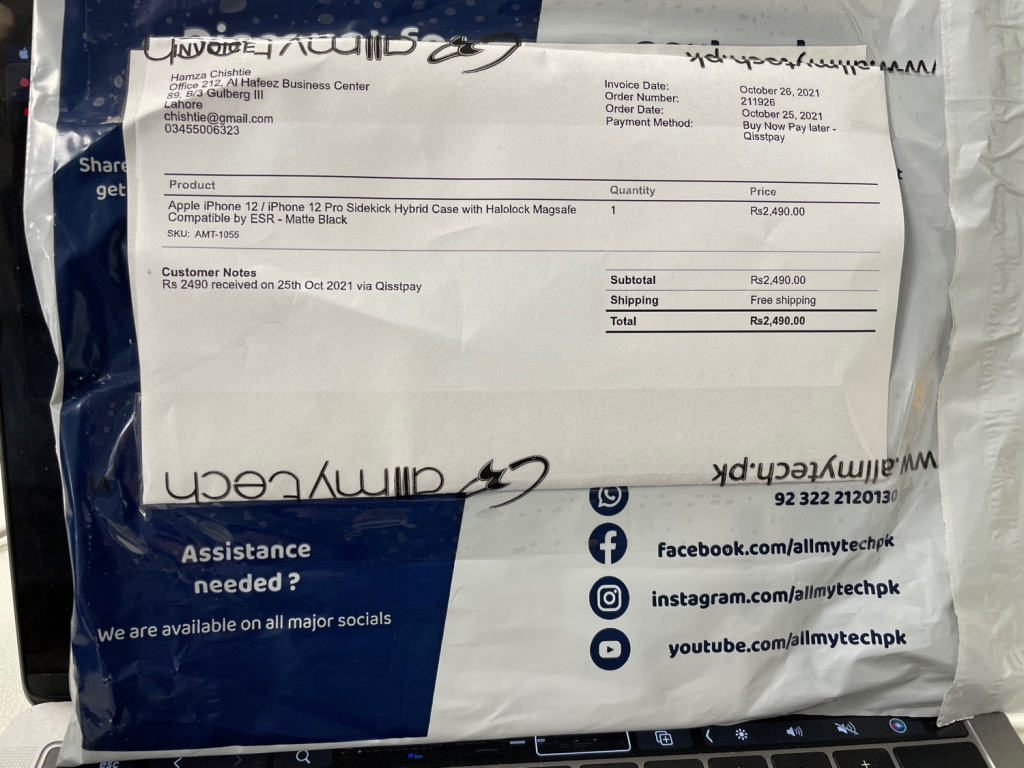 INVOICE
allmytech
www.allmytech.pk
Hamza Chishtie
Office 212, Al Hafeez Business Center
89, B/3 Gulberg III
Lahore
chishtie@gmail.com
03455006323
Invoice Date: October 26, 2021
Order Number: 211926
Order Date: October 25, 2021
Payment Method: Buy Now Pay later -
Qisstpay
Share
get
Product Quantity Price
Apple iPhone 12 / iPhone 12 Pro Sidekick Hybrid Case with Halolock Magsafe 1 Rs2,490.00
Compatible by ESR - Matte Black
SKU: AMT-1055
Customer Notes
Rs 2490 received on 25th Oct 2021 via Qisstpay
Subtotal Rs2,490.00
Shipping Free shipping
Total Rs2,490.00
allmytech
www.allmytech.pk
92 322 2120130
Assistance
needed ?
We are available on all major socials
facebook.com/allmytechpk
instagram.com/allmytechpk
youtube.com/allmytechpk
esc